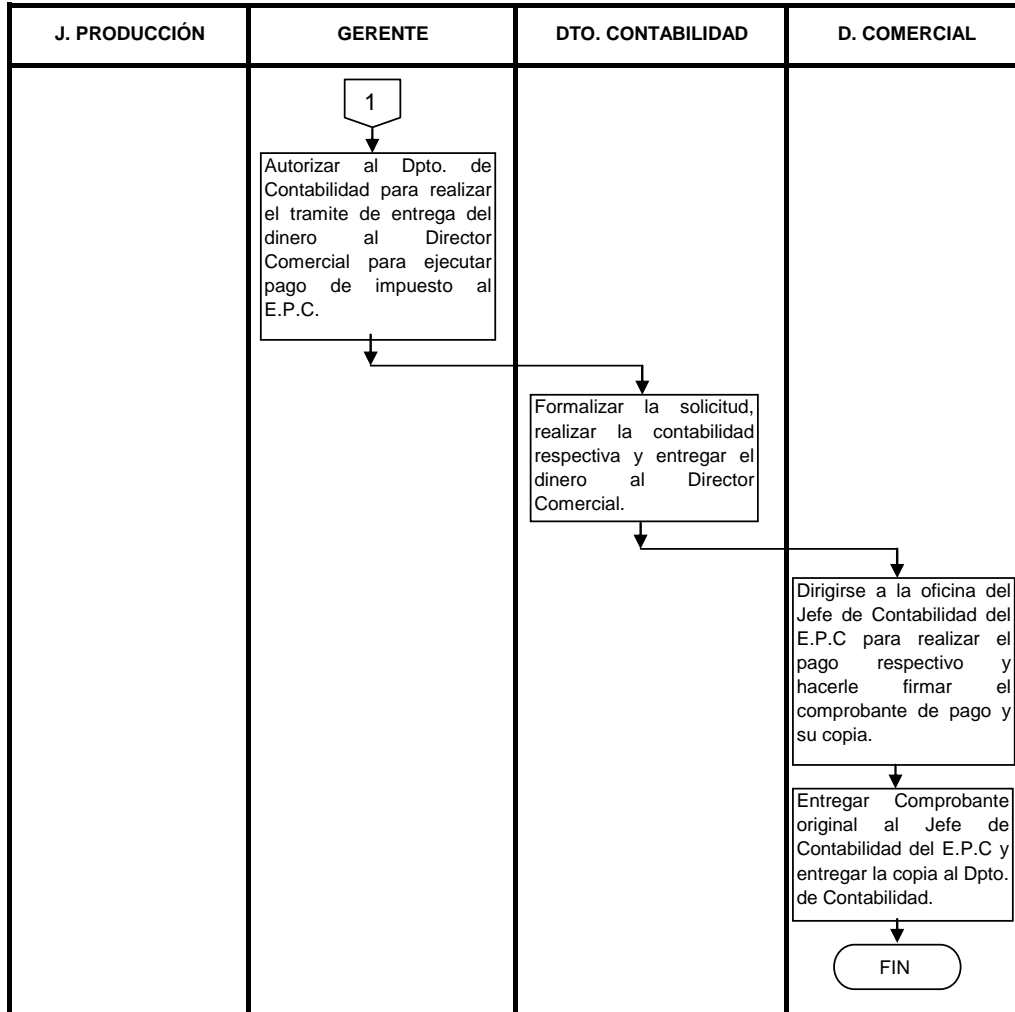 J. PRODUCCIÓN
GERENTE
DTO. CONTABILIDAD
D. COMERCIAL
1
Autorizar al Dpto. de
Contabilidad para realizar
el tramite de entrega del
dinero al Director
Comercial para ejecutar
pago de impuesto al
E.P.C.
Formalizar la solicitud,
realizar la contabilidad
respectiva y entregar el
dinero al Director
Comercial.
Dirigirse a la oficina del
Jefe de Contabilidad del
E.P.C para realizar el
pago respectivo y
hacerle firmar el
comprobante de pago y
su copia.
Entregar Comprobante
original al Jefe de
Contabilidad del E.P.C y
entregar la copia al Dpto.
de Contabilidad.
FIN